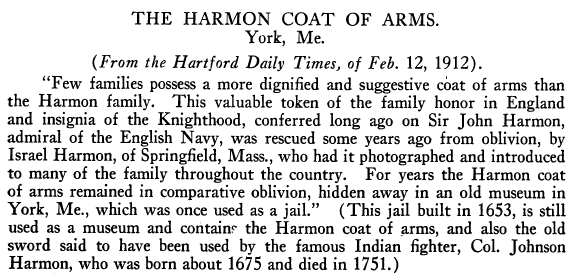 THE HARMON COAT OF ARMS.
York, Me.
(From the Hartford Daily Times, of Feb. 12, 1912).
"Few families possess a more dignified and suggestive coat of arms than
the Harmon family. This valuable token of the family honor in England
and insignia of the Knighthood, conferred long ago on Sir John Harmon,
admiral of the English Navy, was rescued some years ago from oblivion, by
Israel Harmon, of Springfield, Mass., who had it photographed and introduced
to many of the family throughout the country. For years the Harmon coat
of arms remained in comparative oblivion, hidden away in an old museum in
York, Me., which was once used as a jail." (This jail built in 1653, is still
used as a museum and contains the Harmon coat of arms, and also the old
sword said to have been used by the famous Indian fighter, Col. Johnson
Harmon, who was born about 1675 and died in 1751.)